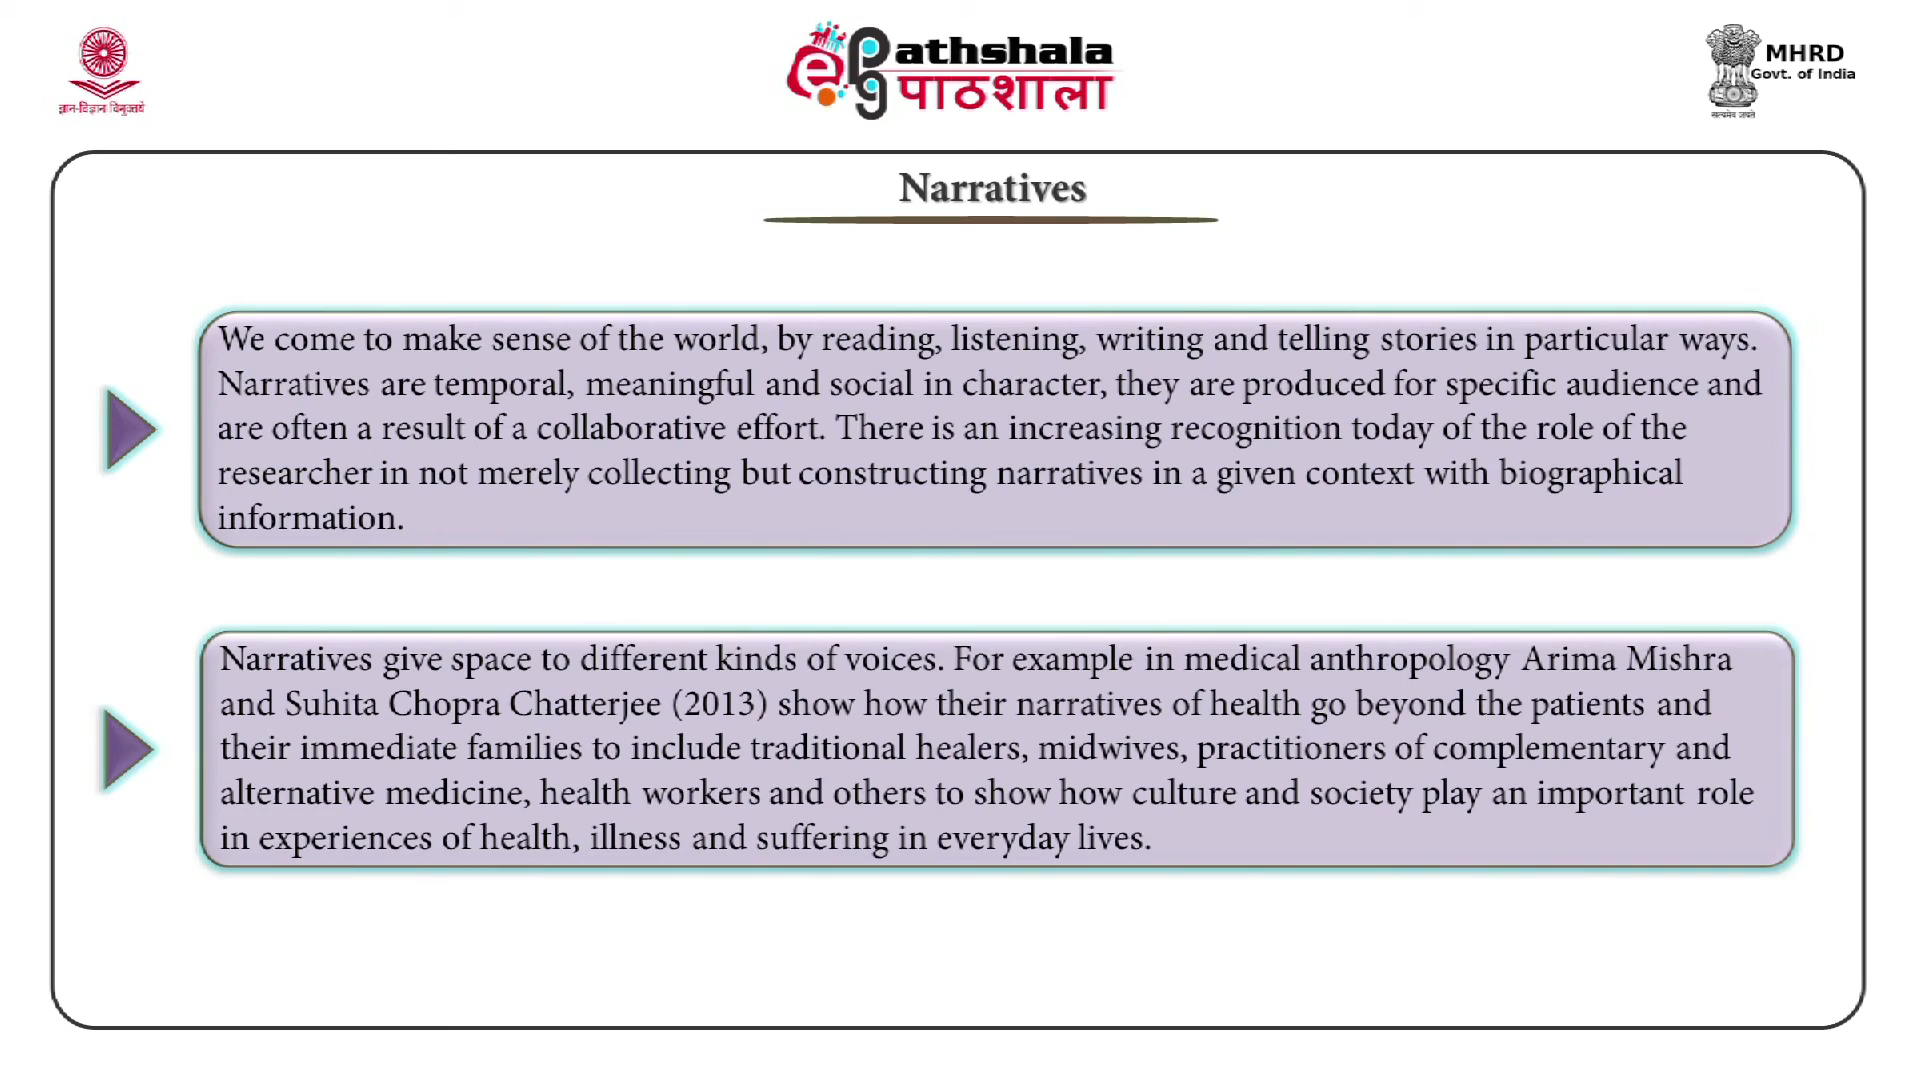 ज्ञान-विज्ञान विमुक्तये
e pg
athshala
पाठशाला
MHRD
Govt. of India
सत्यमेव जयते
Narratives
We come to make sense of the world, by reading, listening, writing and telling stories in particular ways.
Narratives are temporal, meaningful and social in character, they are produced for specific audience and
are often a result of a collaborative effort. There is an increasing recognition today of the role of the
researcher in not merely collecting but constructing narratives in a given context with biographical
information.
Narratives give space to different kinds of voices. For example in medical anthropology Arima Mishra
and Suhita Chopra Chatterjee (2013) show how their narratives of health go beyond the patients and
their immediate families to include traditional healers, midwives, practitioners of complementary and
alternative medicine, health workers and others to show how culture and society play an important role
in experiences of health, illness and suffering in everyday lives.